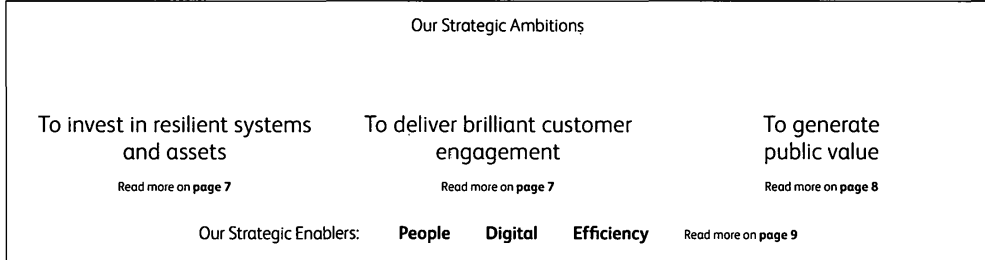 Our Strategic Ambitions
To invest in resilient systems
and assets
Read more on page 7
To deliver brilliant customer
engagement
Read more on page 7
To generate
public value
Read more on page 8
Our Strategic Enablers: People Digital Efficiency Read more on page 9